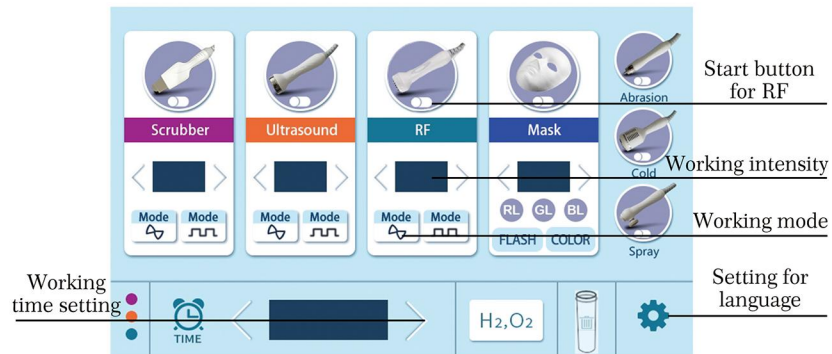 Start button
for RF
Abrasion
Scrubber
Ultrasound
RF
Mask
Working intensity
Cold
Mode
Mode
Mode
Mode
Mode
Mode
RL
GL
BL
Working mode
FLASH
COLOR
Spray
Working
time setting
TIME
H2,O2
Setting for
language